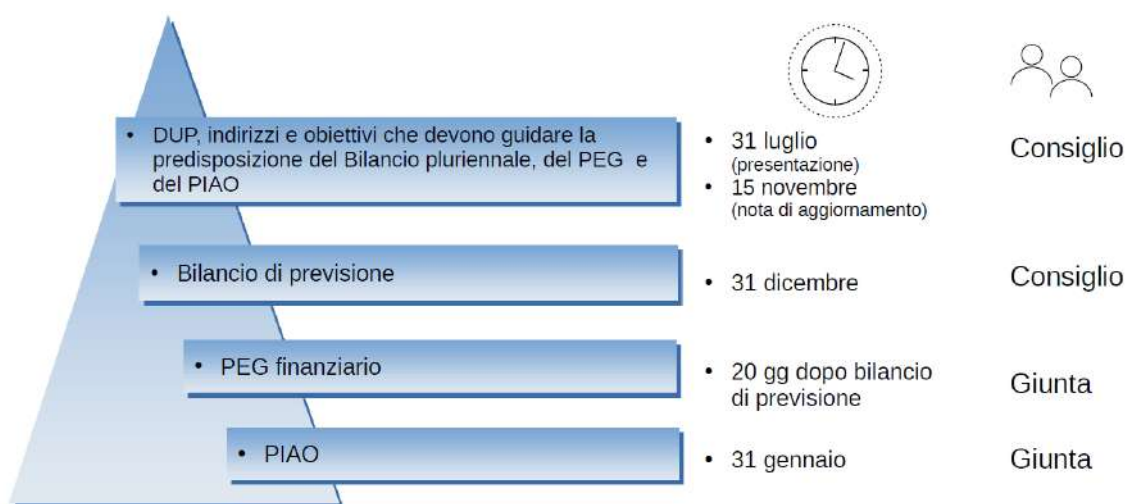 • DUP, indirizzi e obiettivi che devono guidare la
predisposizione del Bilancio pluriennale, del PEG e
del PIAO
• 31 luglio
(presentazione)
• 15 novembre
(nota di aggiornamento)
Consiglio
• Bilancio di previsione
• 31 dicembre
Consiglio
• PEG finanziario
• 20 gg dopo bilancio
di previsione
Giunta
• PIAO
• 31 gennaio
Giunta